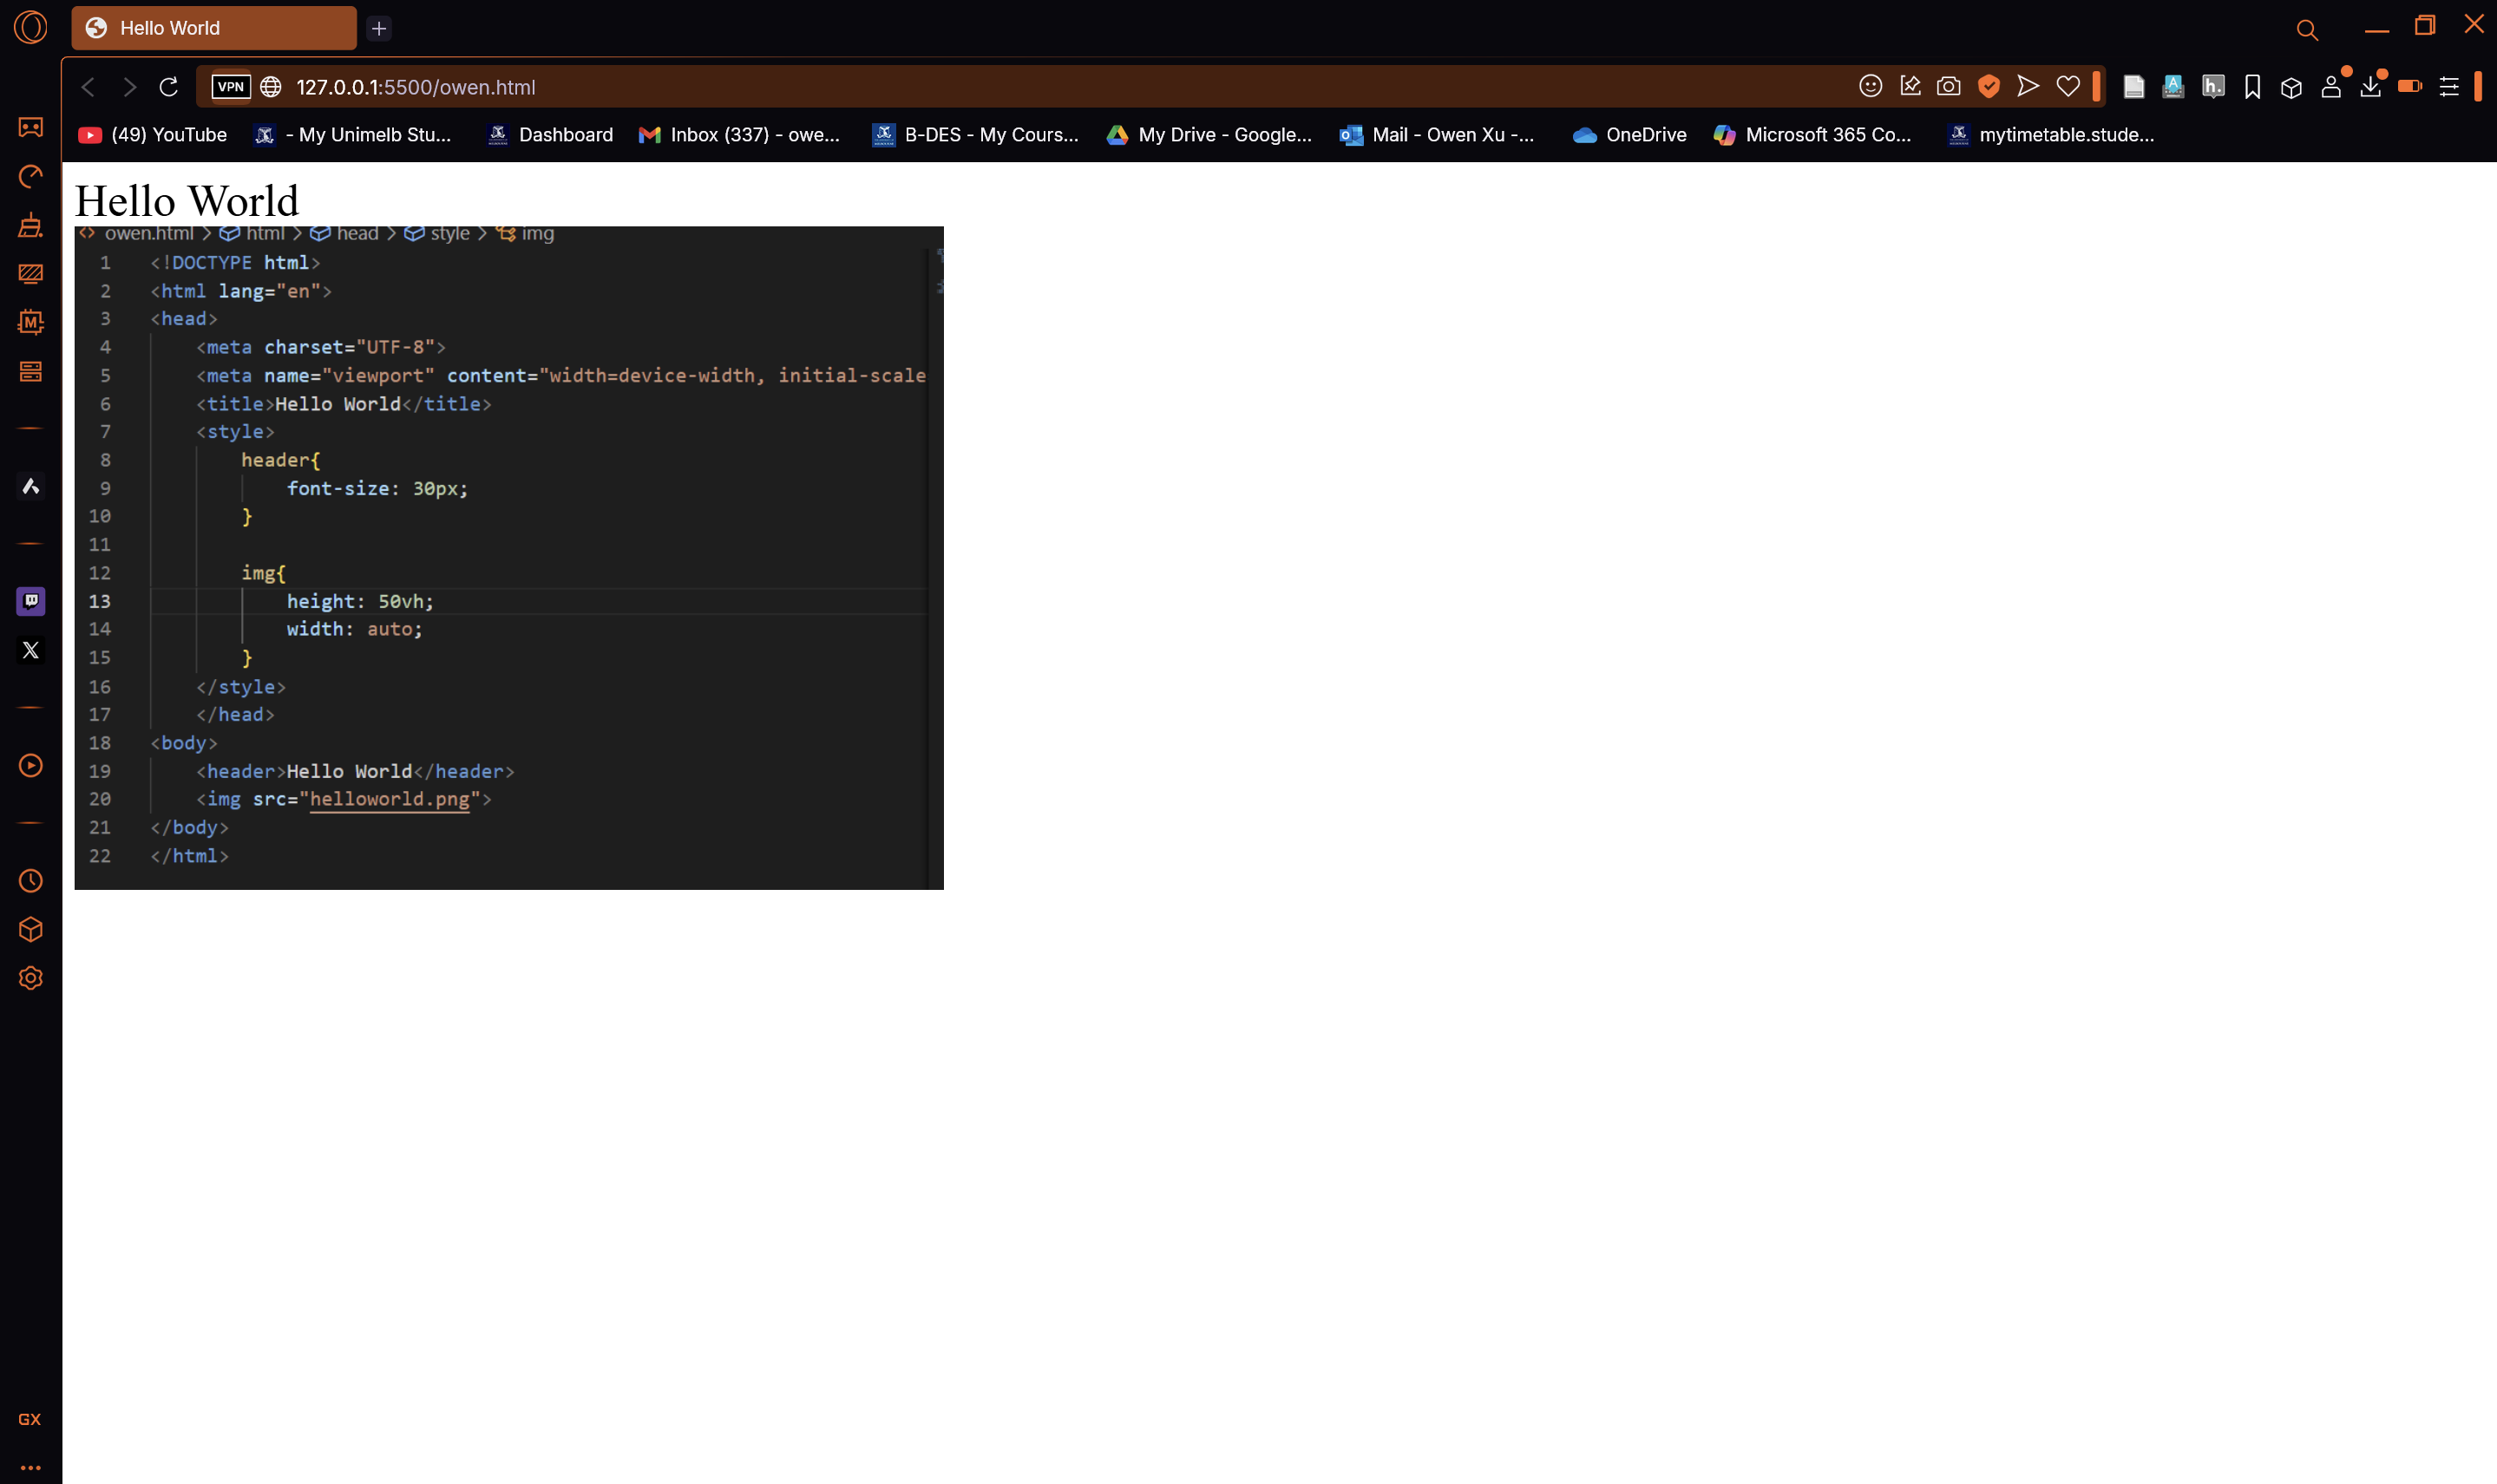 Hello World
VPN 127.0.0.1:5500/owen.html
(49) YouTube - My Unimelb Stu... Dashboard Inbox (337) - owe... B-DES - My Cours... My Drive - Google... Mail - Owen Xu -... OneDrive Microsoft 365 Co... mytimetable.stude...
Hello World
owen.html > html > head > style > img
1 <!DOCTYPE html>
2 <html lang="en">
3 <head>
4 <meta charset="UTF-8">
5 <meta name="viewport" content="width=device-width, initial-scale
6 <title>Hello World</title>
7 <style>
8 header{
9 font-size: 30px;
10 }
11
12 img{
13 height: 50vh;
14 width: auto;
15 }
16 </style>
17 </head>
18 <body>
19 <header>Hello World</header>
20 <img src="helloworld.png">
21 </body>
22 </html>
GX